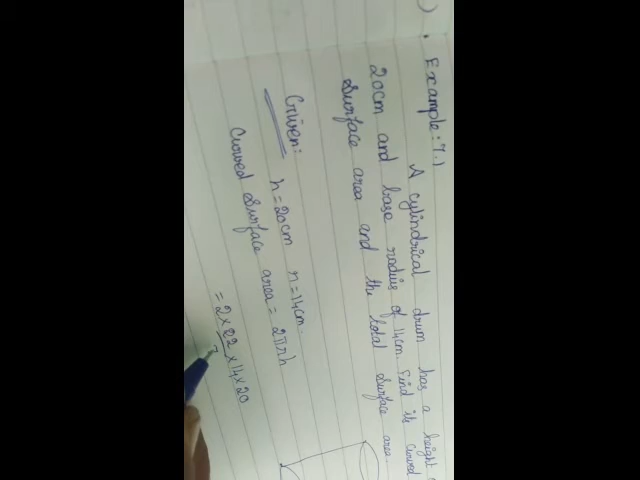 Example: 7.)
A cylindrical drum has a height
20cm and base radius of 14cm. Find its curved
surface area and the total surface area.
Given: h = 20cm r = 14cm.
Curved surface area = 2πrh
= 2 × 22/7 × 14 × 20